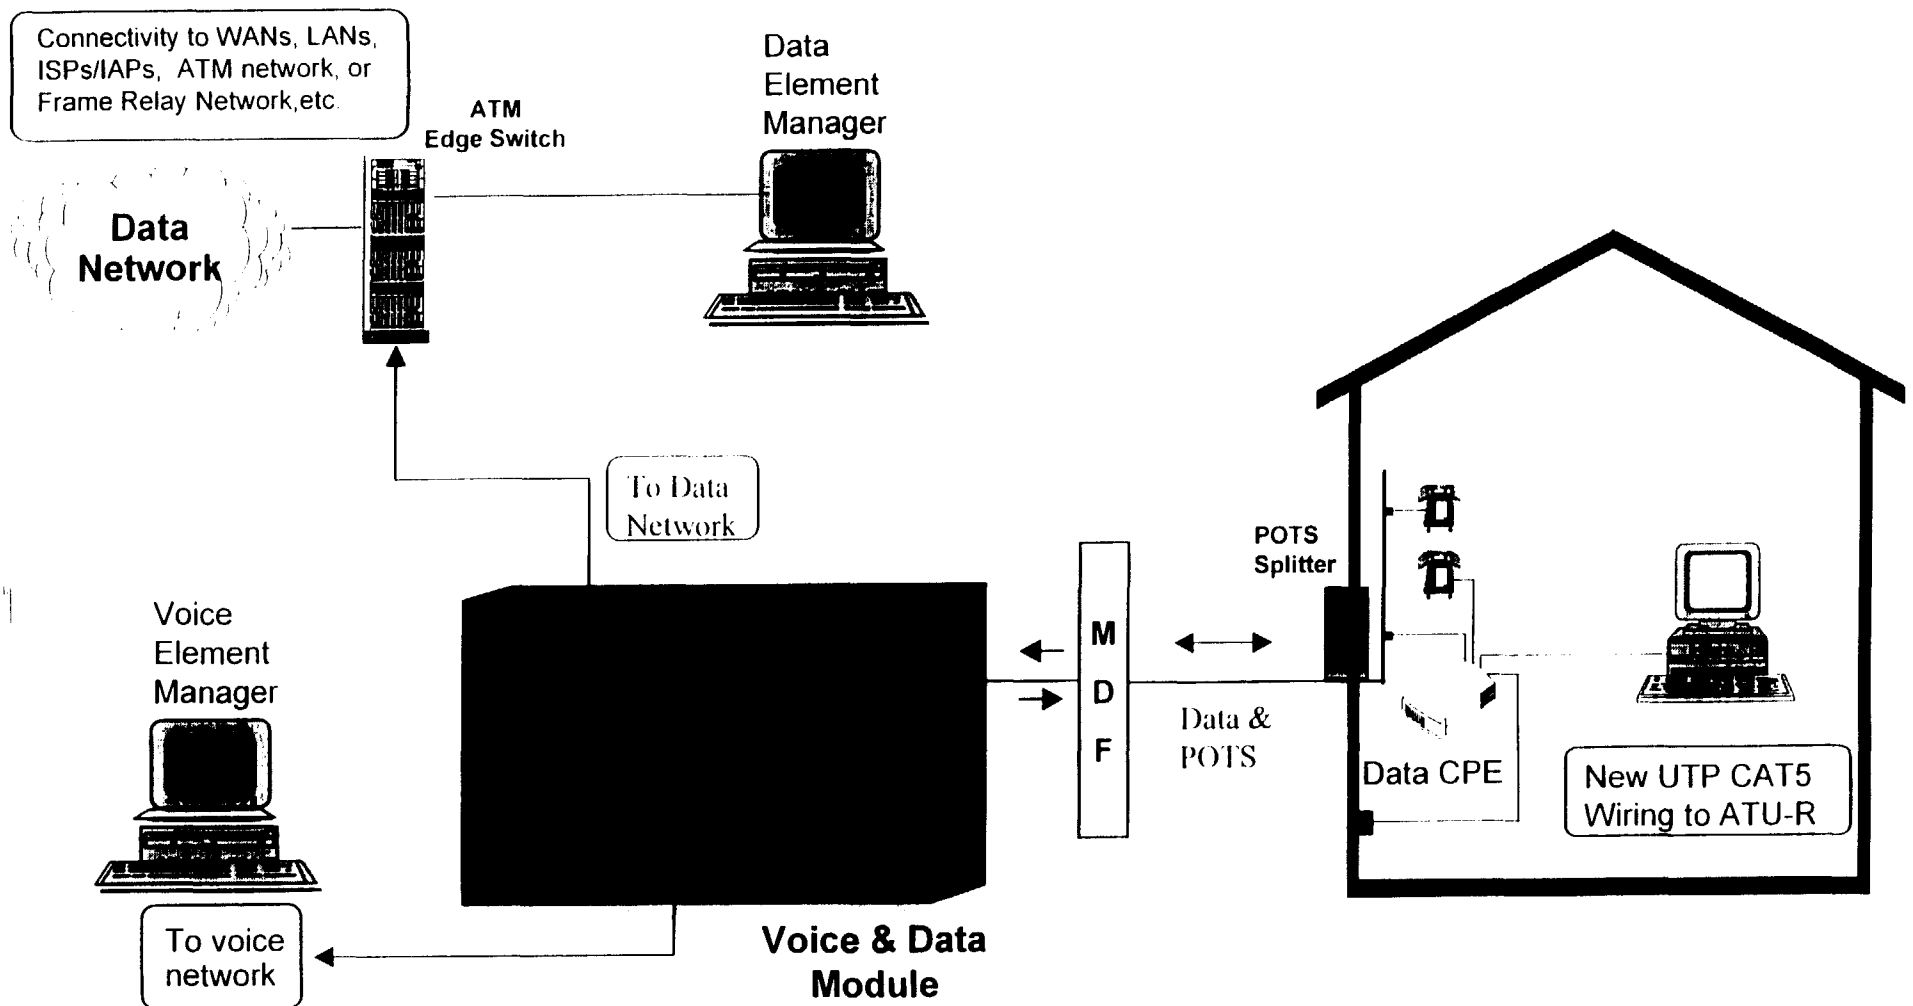 Connectivity to WANs, LANs,
ISPs/IAPs, ATM network, or
Frame Relay Network,etc.
ATM
Edge Switch
Data
Element
Manager
Data
Network
To Data
Network
POTS
Splitter
Voice
Element
Manager
M
D
F
Data &
POTS
Data CPE
New UTP CAT5
Wiring to ATU-R
To voice
network
Voice & Data
Module